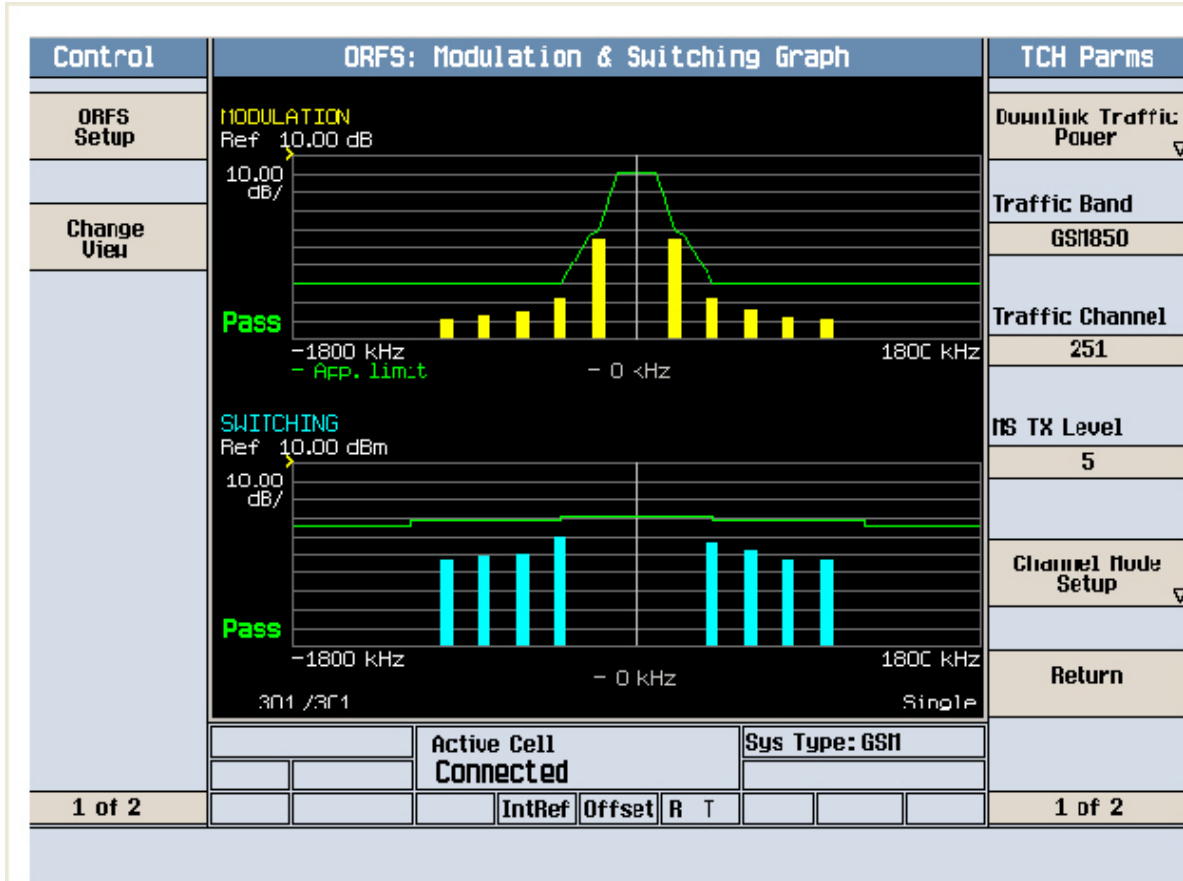 Control
ORFS: Modulation & Switching Graph
TCH Parms
ORFS
Setup
Change
View
1 of 2
MODULATION
Ref 10.00 dB
10.00
dB/
Pass
-1800 kHz
1800 kHz
- App. limit
- 0 kHz
SWITCHING
Ref 10.00 dBm
10.00
dB/
Pass
-1800 kHz
1800 kHz
- 0 kHz
301 /301
Single
Active Cell
Connected
Sys Type: GSM
IntRef
Offset
R T
Downlink Traffic
Power
Traffic Band
GSM850
Traffic Channel
251
MS TX Level
5
Channel Mode
Setup
Return
1 of 2